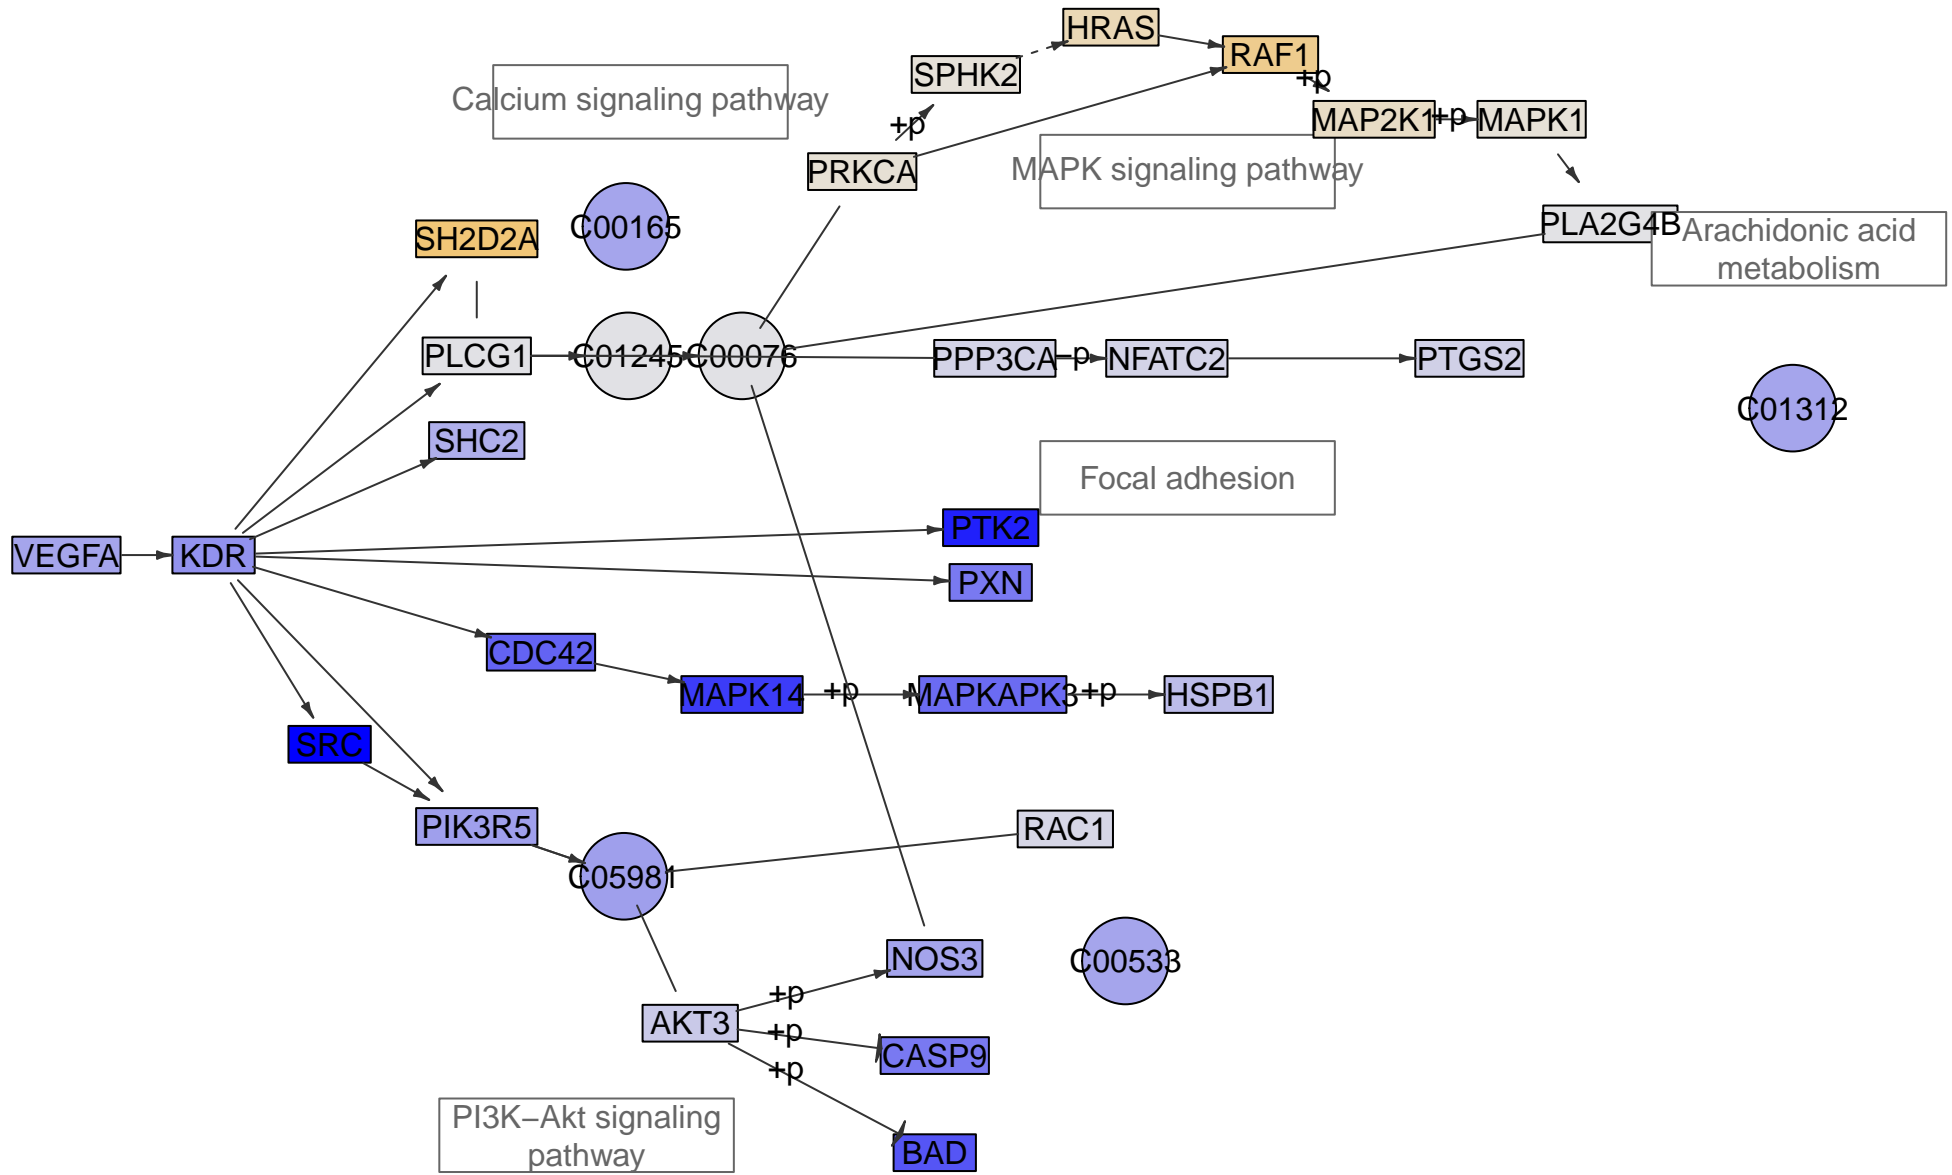 HRAS
RAF1
+p
SPHK2
Calcium signaling pathway
+p
MAP2K1
+p
MAPK1
PRKCA
MAPK signaling pathway
C00165
SH2D2A
PLA2G4B
Arachidonic acid
metabolism
PLCG1
C01245
C00076
PPP3CA
−p
NFATC2
PTGS2
C01312
SHC2
Focal adhesion
PTK2
VEGFA
KDR
PXN
CDC42
MAPK14
+p
MAPKAPK3
+p
HSPB1
SRC
PIK3R5
RAC1
C05981
NOS3
C00533
+p
AKT3
+p
CASP9
+p
PI3K−Akt signaling
pathway
BAD